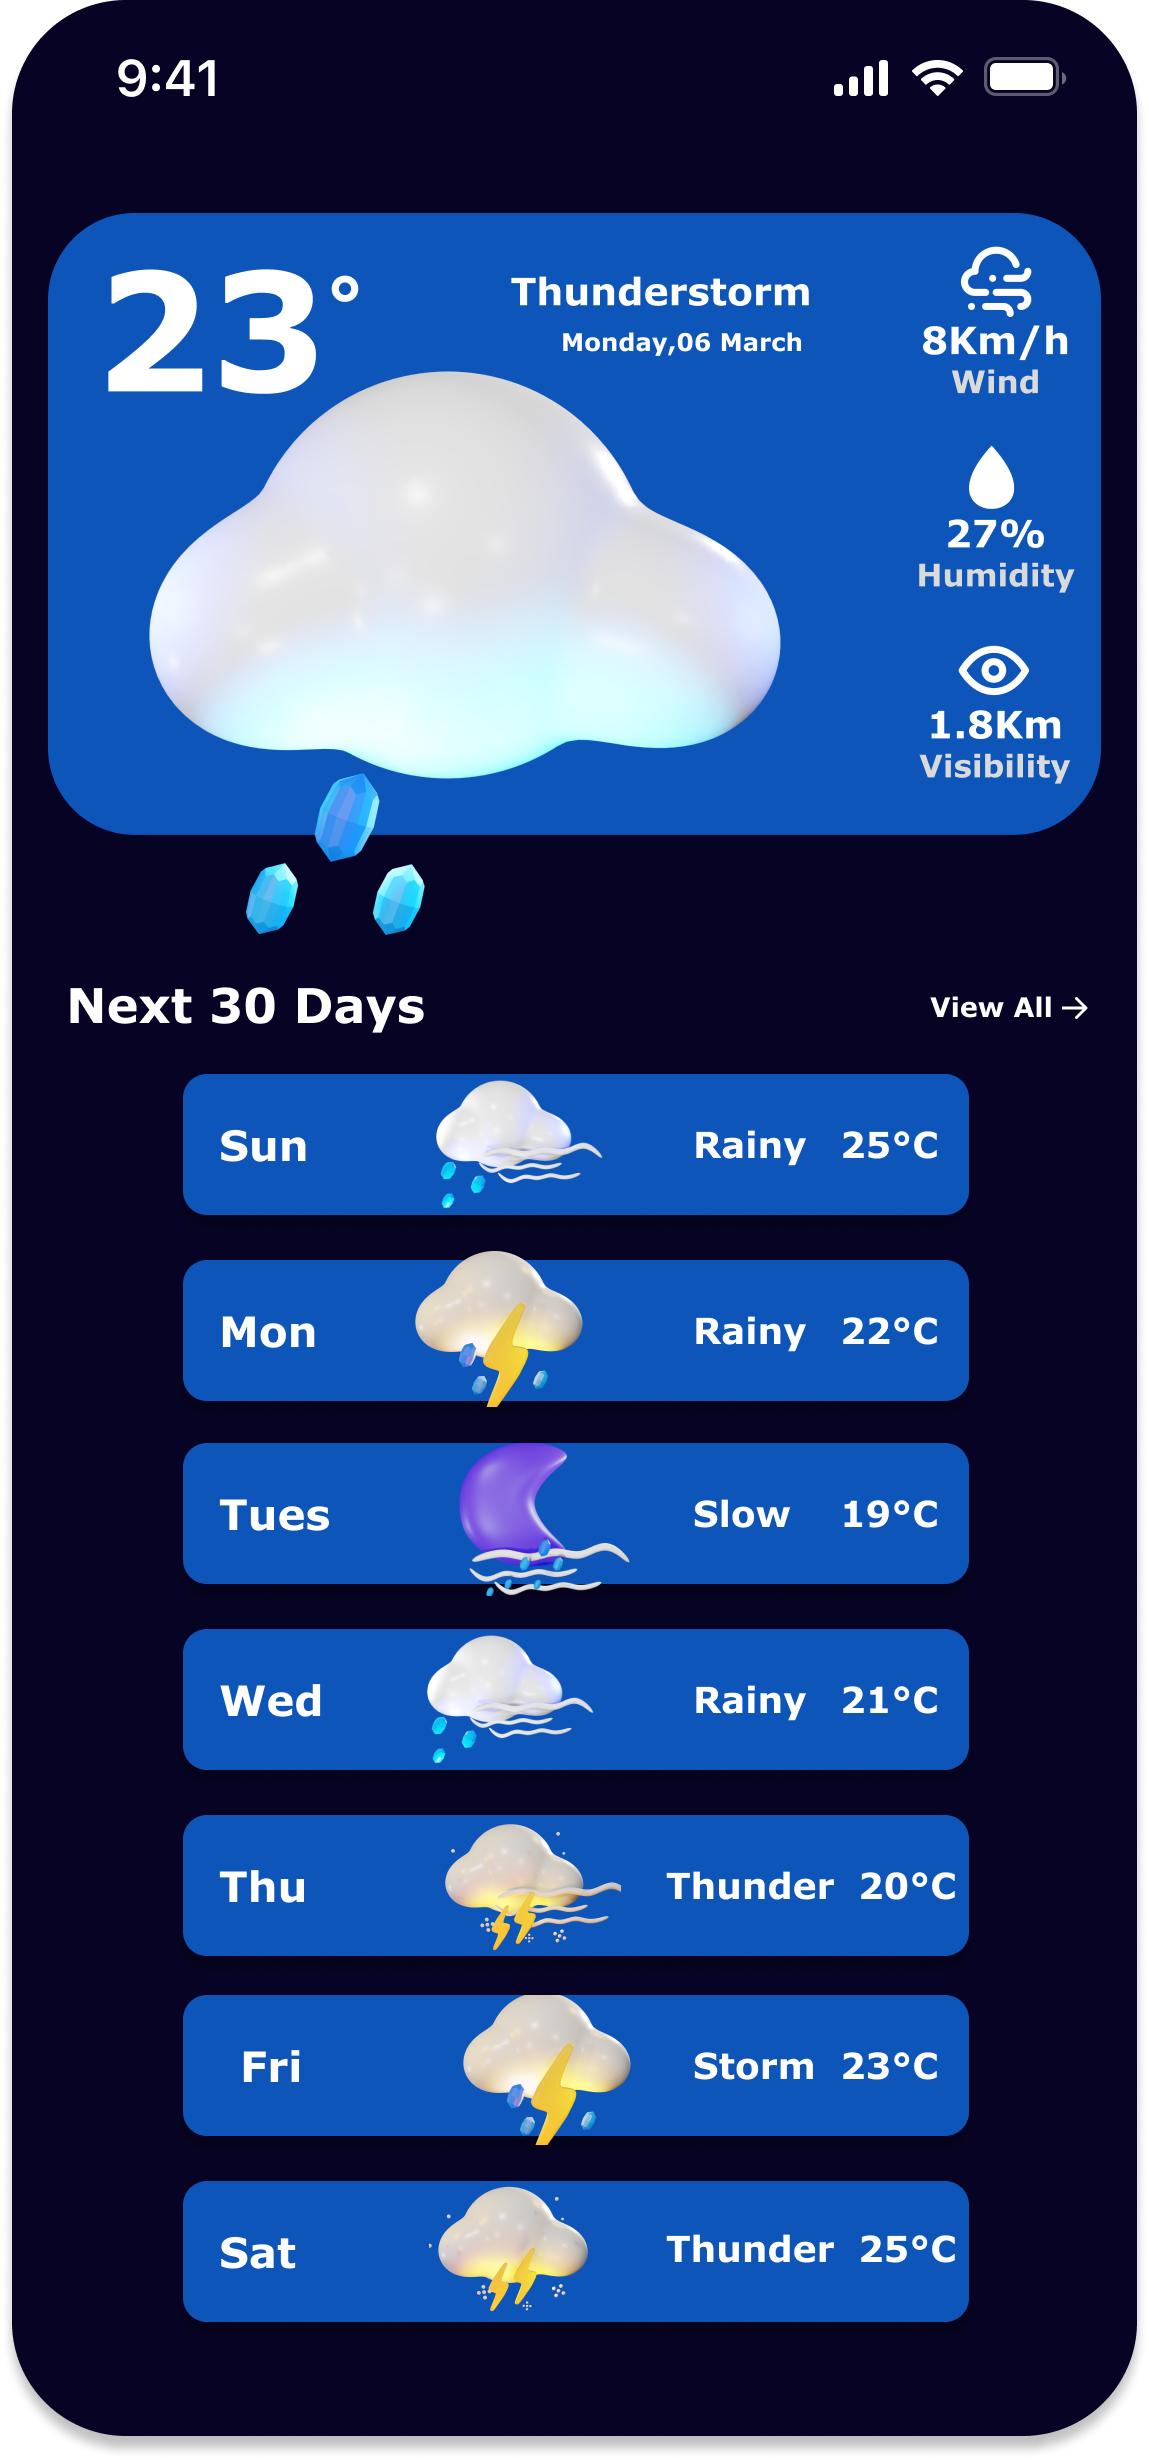 9:41
23°
Thunderstorm
Monday,06 March
8Km/h
Wind
27%
Humidity
1.8Km
Visibility
Next 30 Days
View All
Sun Rainy 25°C
Mon Rainy 22°C
Tues Slow 19°C
Wed Rainy 21°C
Thu Thunder 20°C
Fri Storm 23°C
Sat Thunder 25°C